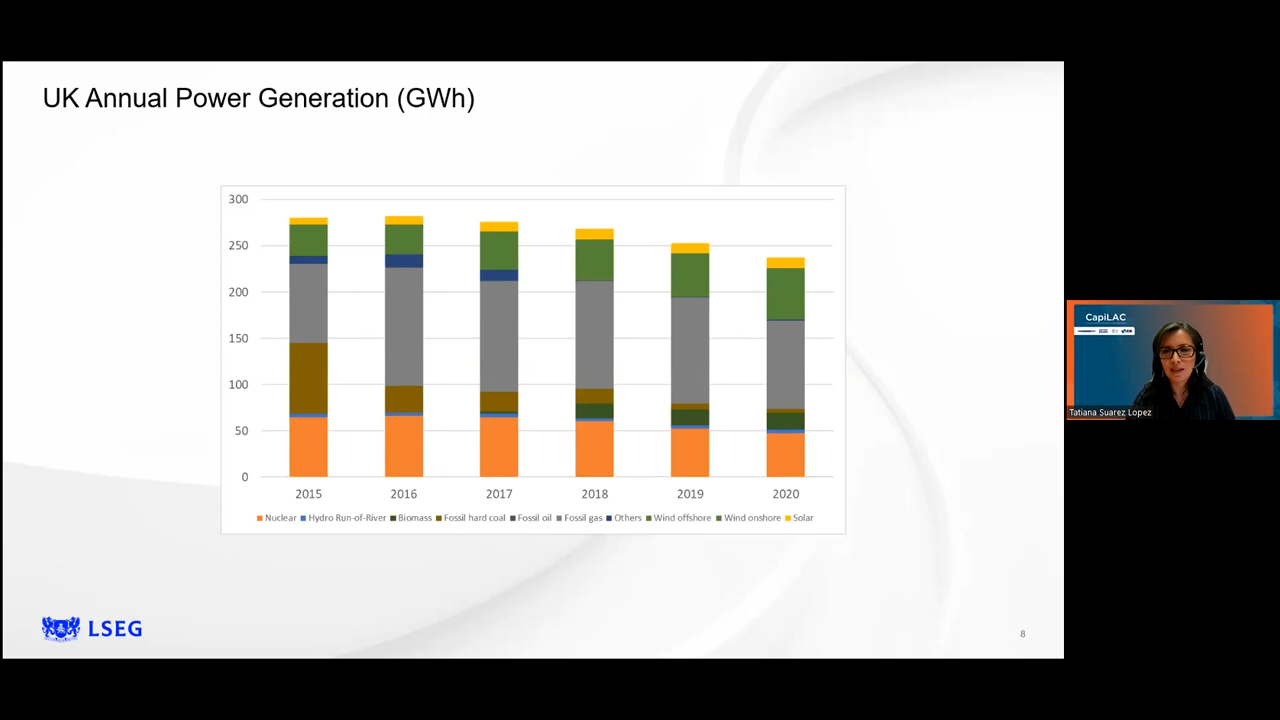 UK Annual Power Generation (GWh)
300
250
200
150
100
50
0
2015 2016 2017 2018 2019 2020
Nuclear Hydro Run-of-River Biomass Fossil hard coal Fossil oil Fossil gas Others Wind offshore Wind onshore Solar
LSEG
8
CapiLAC
Tatiana Suarez Lopez